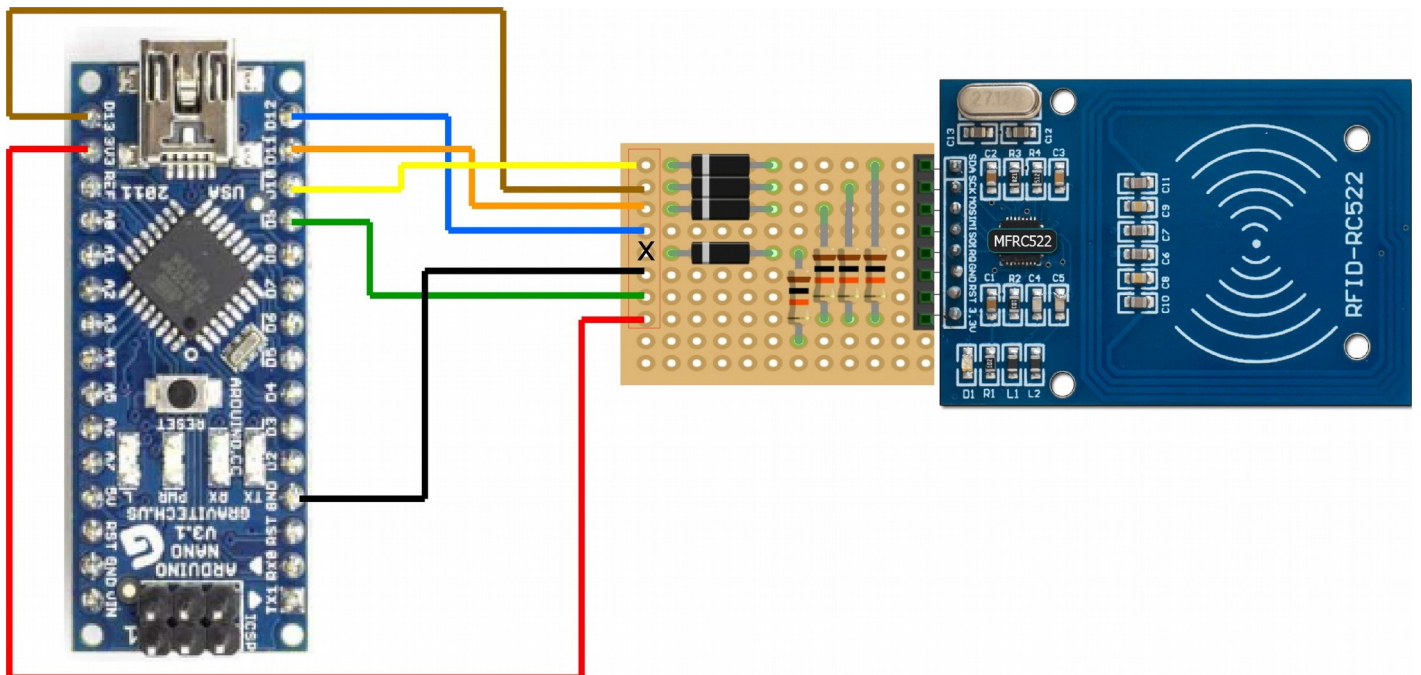 D13
3V3
REF
A0
A1
A2
A3
A4
A5
A6
A7
5V
RST
GND
VIN
D12
D11
D10
D9
D8
D7
D6
D5
D4
D3
D2
GND
RST
RX0
TX1
USA
2011
RESET
ARDUINO.CC
TX
RX
PWR
L
GRAVITECH.US
ARDUINO
NANO
V3.1
ICSP
1
X
C13
C12
C2
R3
R4
C3
SDA
SCK
MOSI
MISO
IRQ
GND
RST
3.3V
MFRC522
C1
R2
C4
C5
D1
R1
L1
L2
C11
C9
C7
C6
C8
C10
RFID-RC522